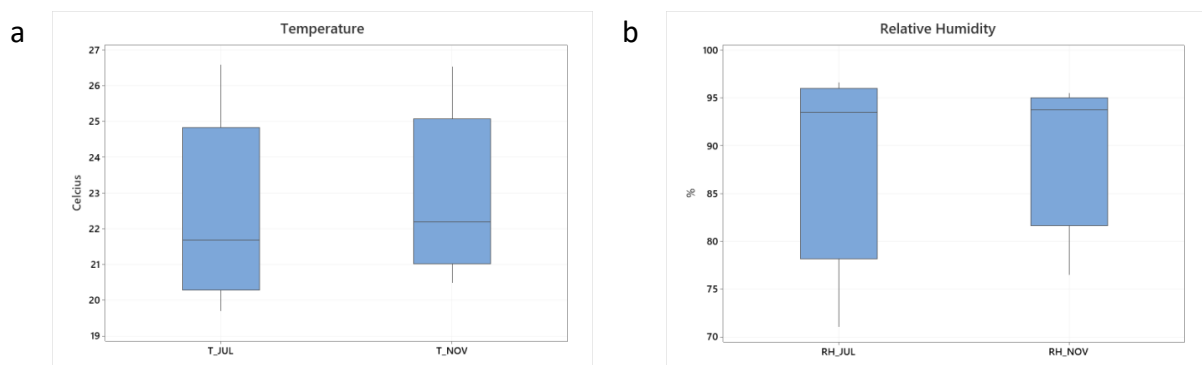 a
Temperature
27
26
25
24
23
22
21
20
19
Celcius
T_JUL
T_NOV
b
Relative Humidity
100
95
90
85
80
75
70
%
RH_JUL
RH_NOV